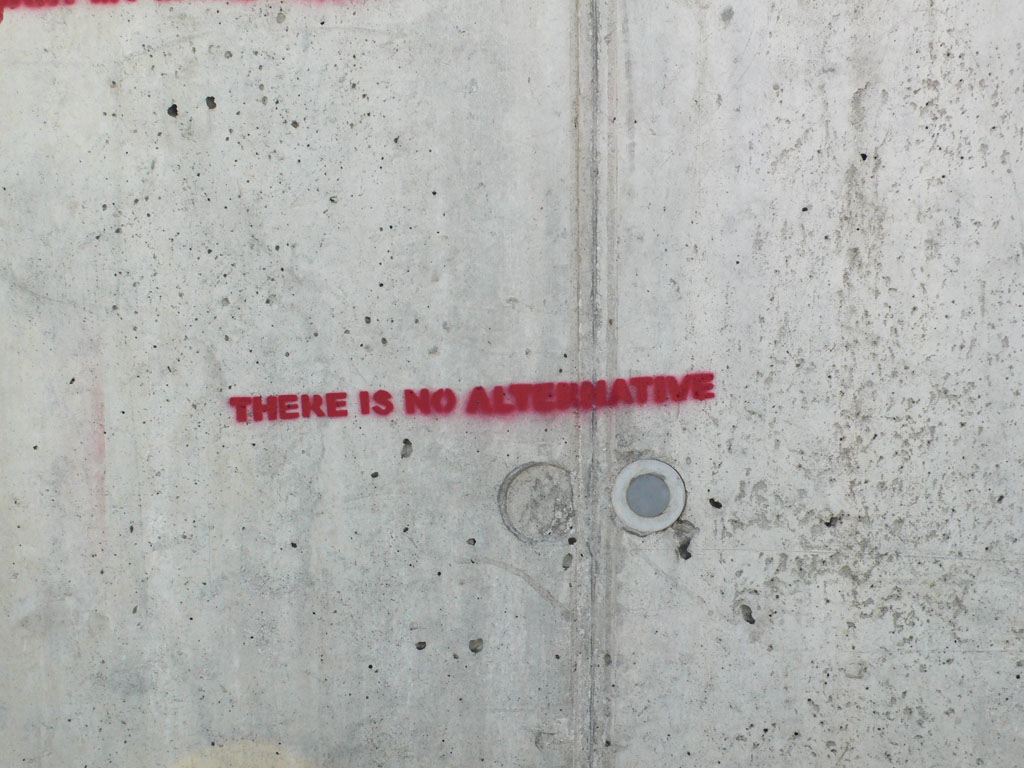 THERE IS NO ALTERNATIVE